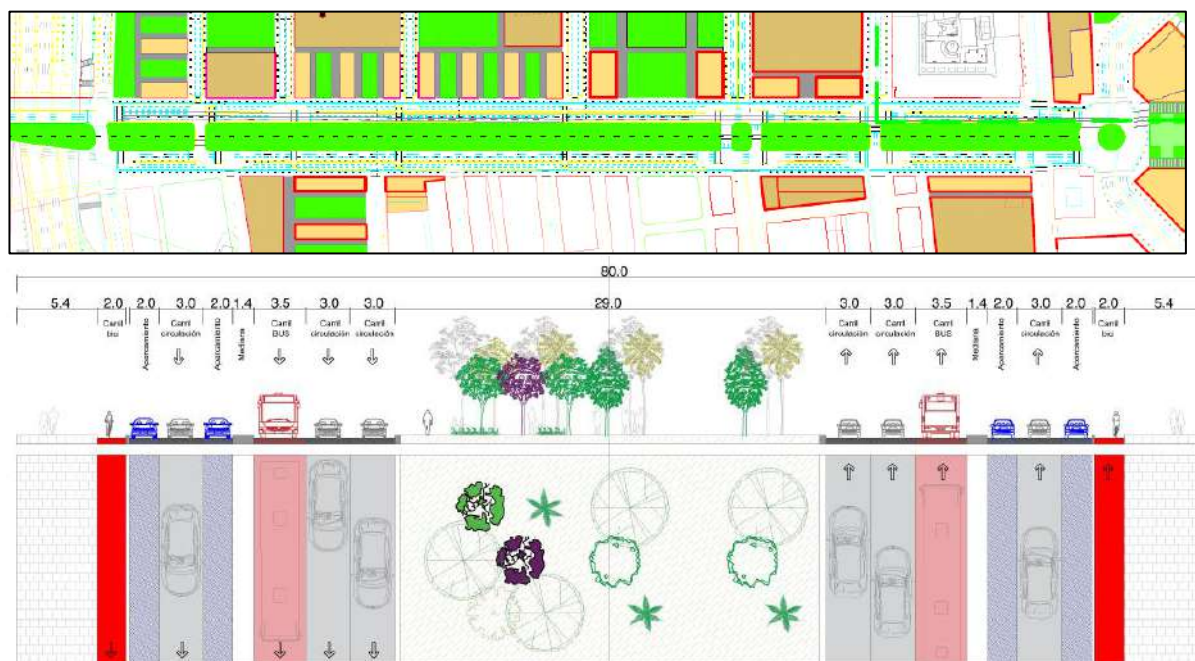 80.0
5.4 2.0 2.0 3.0 2.0 1.4 3.5 3.0 3.0 29.0 3.0 3.0 3.5 1.4 2.0 3.0 2.0 2.0 5.4
Carril bici
Aparcamiento
Carril circulación
Aparcamiento
Mediana
Carril BUS
Carril circulación
Carril circulación
Carril circulación
Carril circulación
Carril BUS
Mediana
Aparcamiento
Carril circulación
Aparcamiento
Carril bici